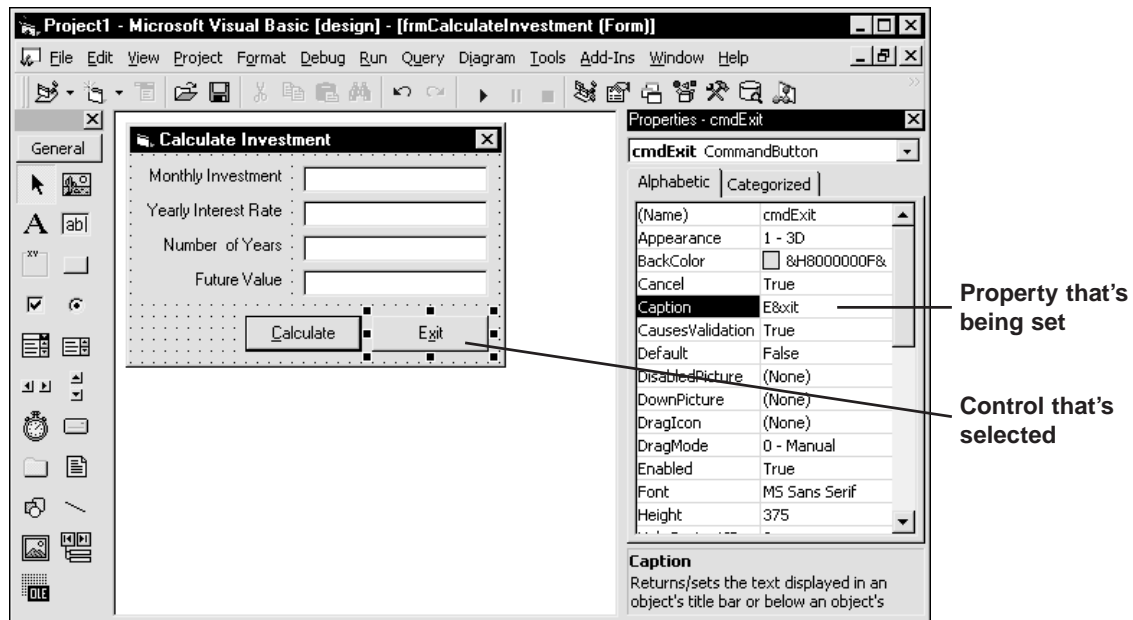 Project1 - Microsoft Visual Basic [design] - [frmCalculateInvestment (Form)]
File Edit View Project Format Debug Run Query Diagram Tools Add-Ins Window Help
General
A
ab
xv
OLE
Calculate Investment
Monthly Investment
Yearly Interest Rate
Number of Years
Future Value
Calculate
Exit
Properties - cmdExit
cmdExit CommandButton
Alphabetic Categorized
(Name) cmdExit
Appearance 1 - 3D
BackColor &H8000000F&
Cancel True
Caption E&xit
CausesValidation True
Default False
DisabledPicture (None)
DownPicture (None)
DragIcon (None)
DragMode 0 - Manual
Enabled True
Font MS Sans Serif
Height 375
Caption
Returns/sets the text displayed in an
object's title bar or below an object's
Property that's
being set
Control that's
selected